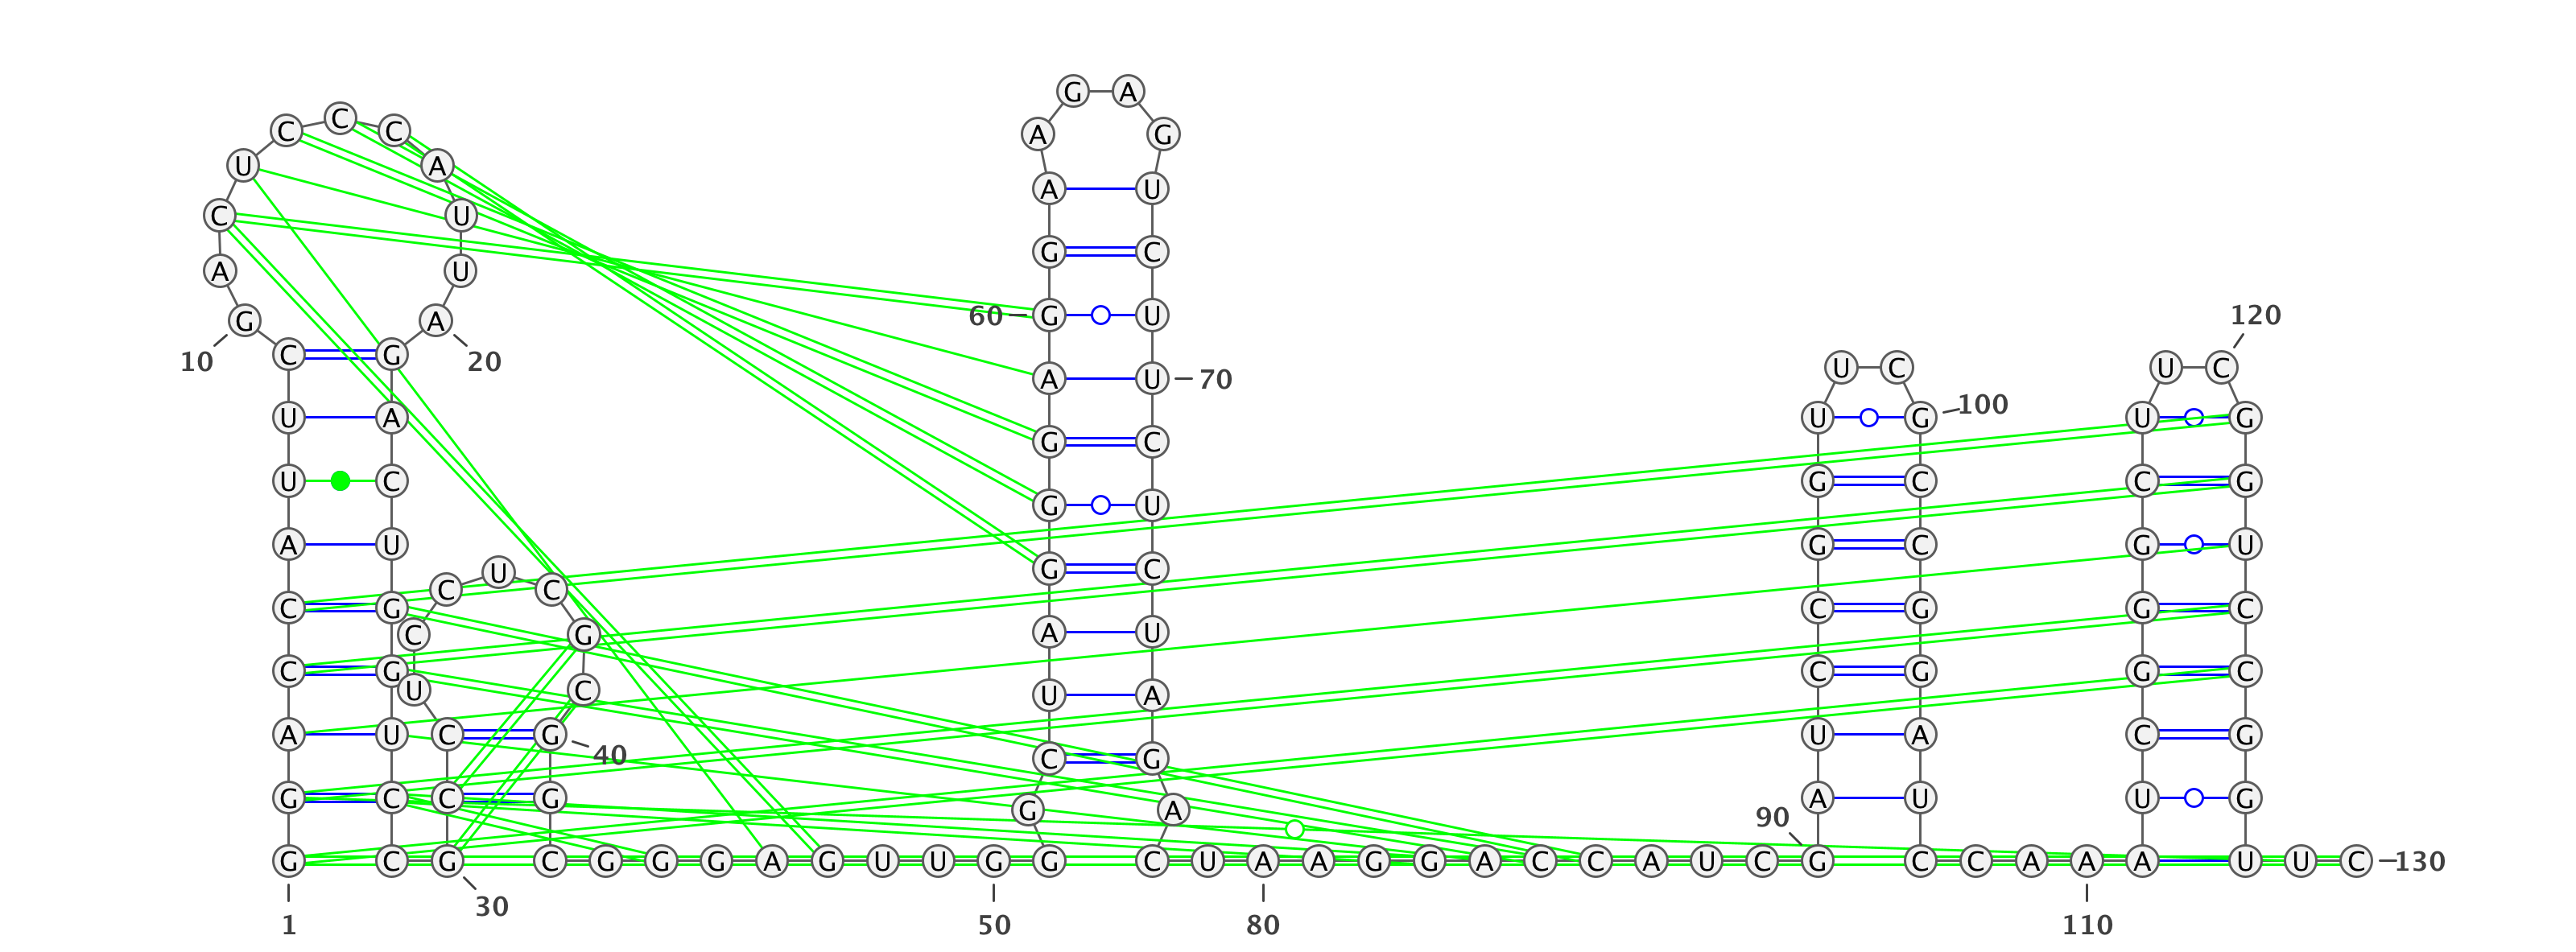 G A
C C C A G
U A
A U
C U
G C
A U
60 G U 120
G A
C G
10 20
U C U C
A U 70
U A U G 100 U G
G C
U C G C C G
G U
A U G C G U
G C
C U C
C G C G G C
C G A U
C G C G G C
U C U A
A U C G U A C G
40 C G
G C C G A U U G
G A 90
G C G C G G G A G U U G G C U A A G G A C C A U C G C C A A A U U C 130
30
1 50 80 110